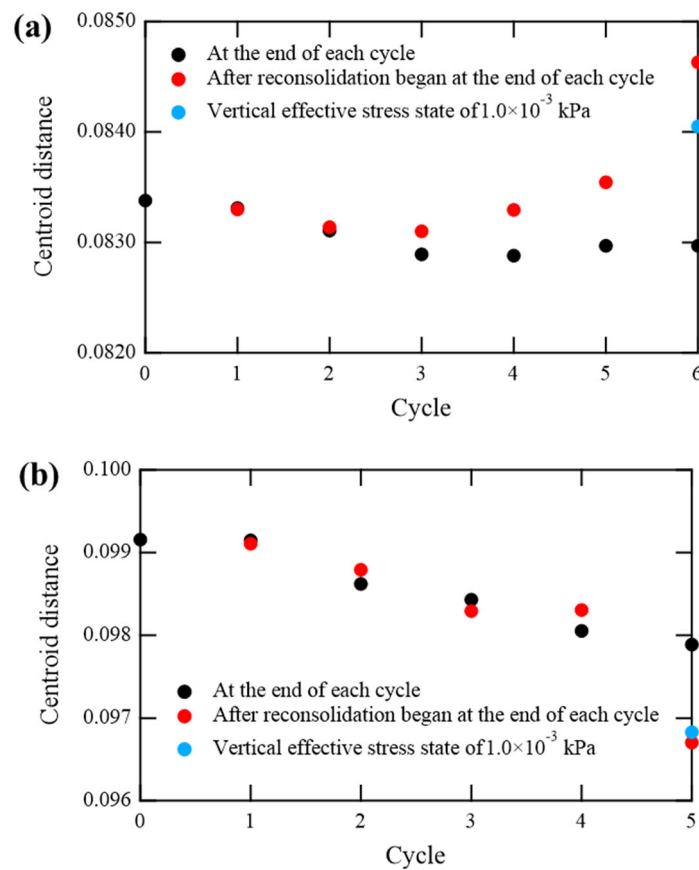 (a)
0.0850
At the end of each cycle
After reconsolidation began at the end of each cycle
Vertical effective stress state of 1.0×10⁻³ kPa
0.0840
0.0830
0.0820
Centroid distance
0 1 2 3 4 5 6
Cycle
(b)
0.100
0.099
0.098
Centroid distance
At the end of each cycle
After reconsolidation began at the end of each cycle
Vertical effective stress state of 1.0×10⁻³ kPa
0.097
0.096
0 1 2 3 4 5
Cycle